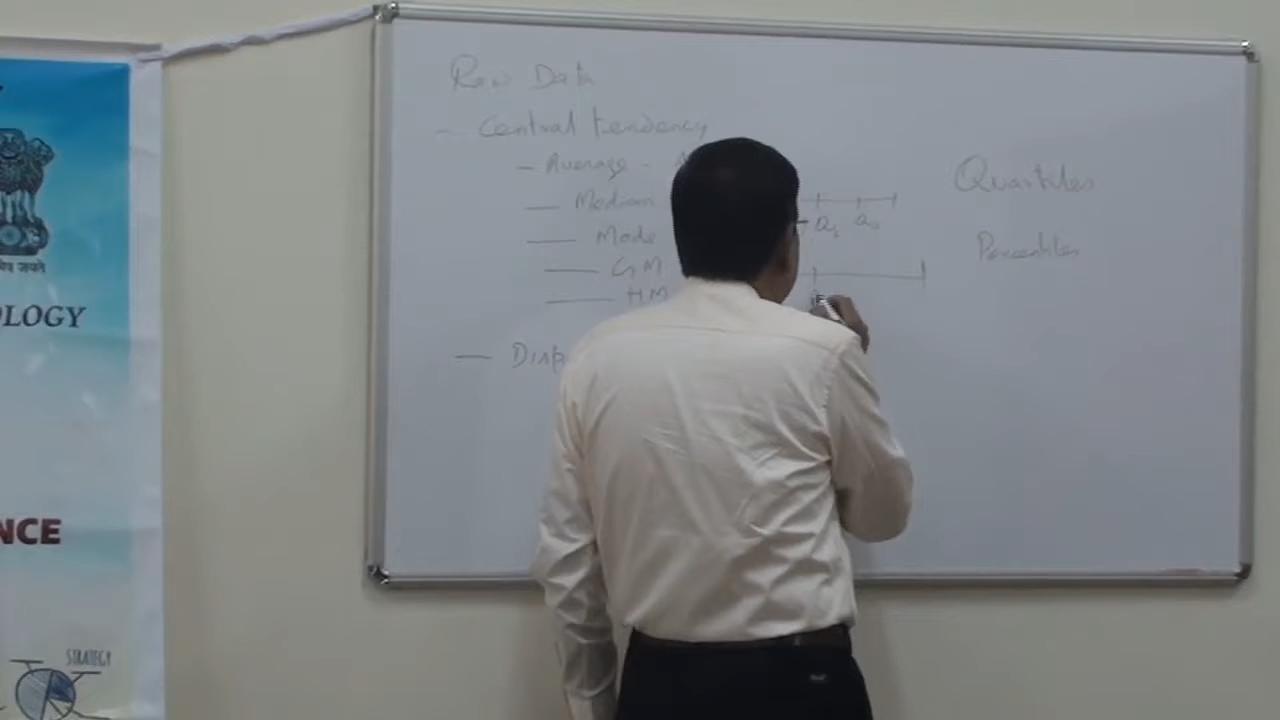 Raw Data
- Central tendency
- Average -
- Median
- Mode
- GM
- HM
- Disp
Quartiles
Percentiles
OLOGY
NCE
STRATEGY